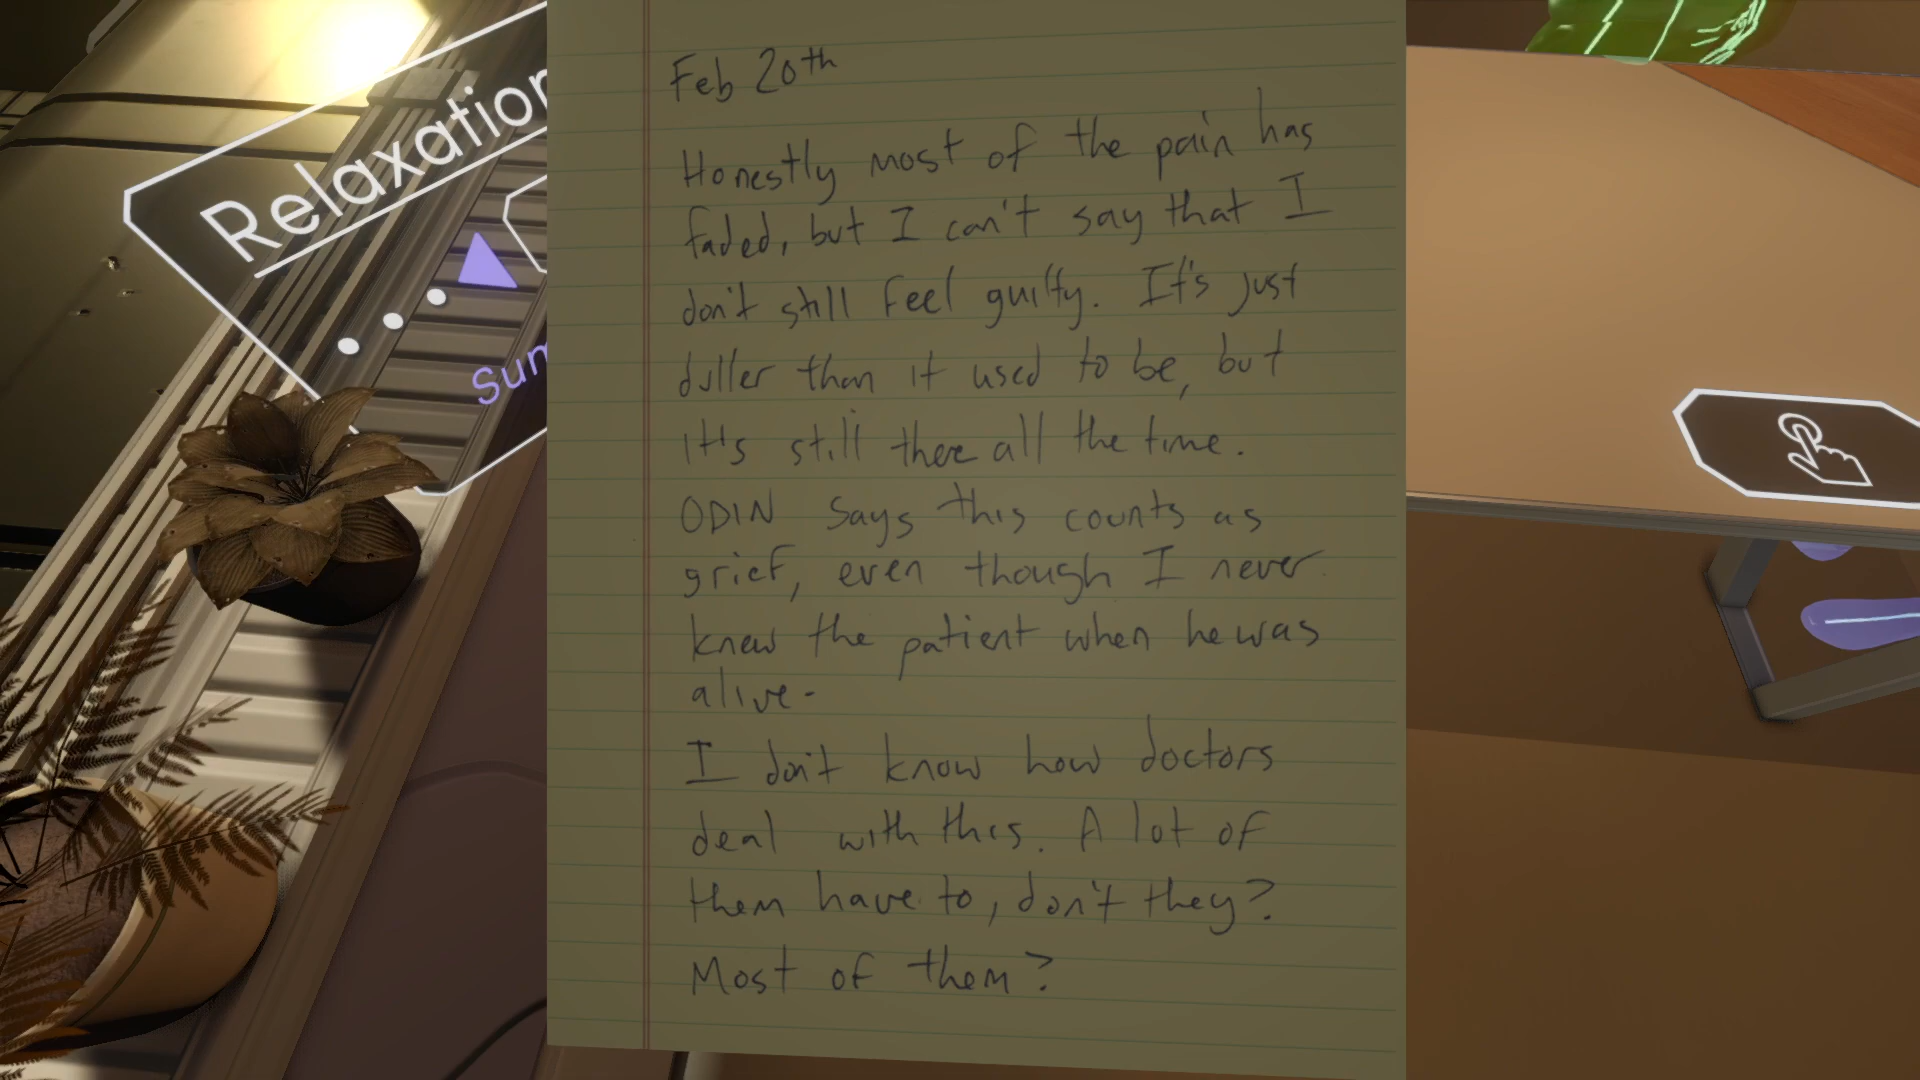 Relaxation
Sum
Feb 20th
Honestly most of the pain has
faded, but I can't say that I
don't still feel guilty. It's just
duller than it used to be, but
it's still there all the time.
ODIN says this counts as
grief, even though I never
knew the patient when he was
alive.
I don't know how doctors
deal with this. A lot of
them have to, don't they?
Most of them?